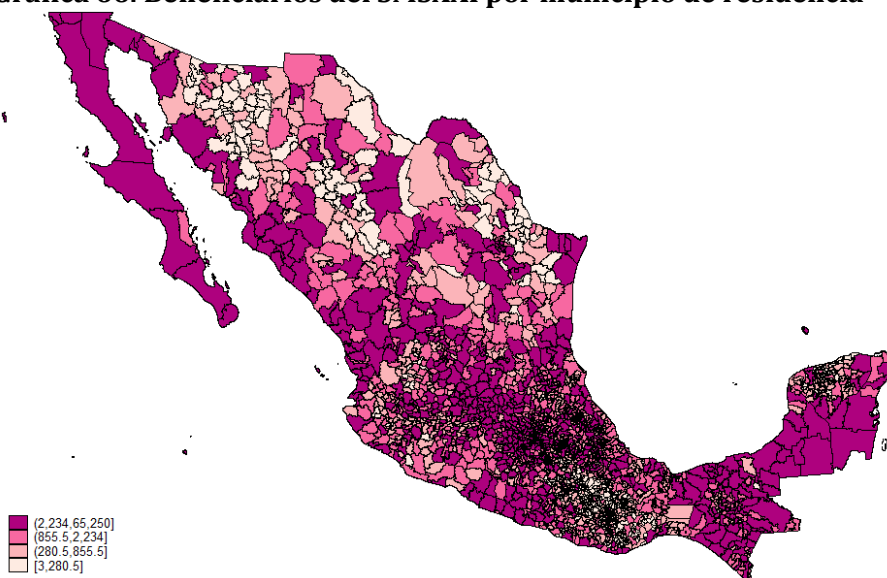 Beneficiarios del por municipio de residencia
(2,234,65,250]
(855.5,2,234]
(280.5,855.5]
[3,280.5]